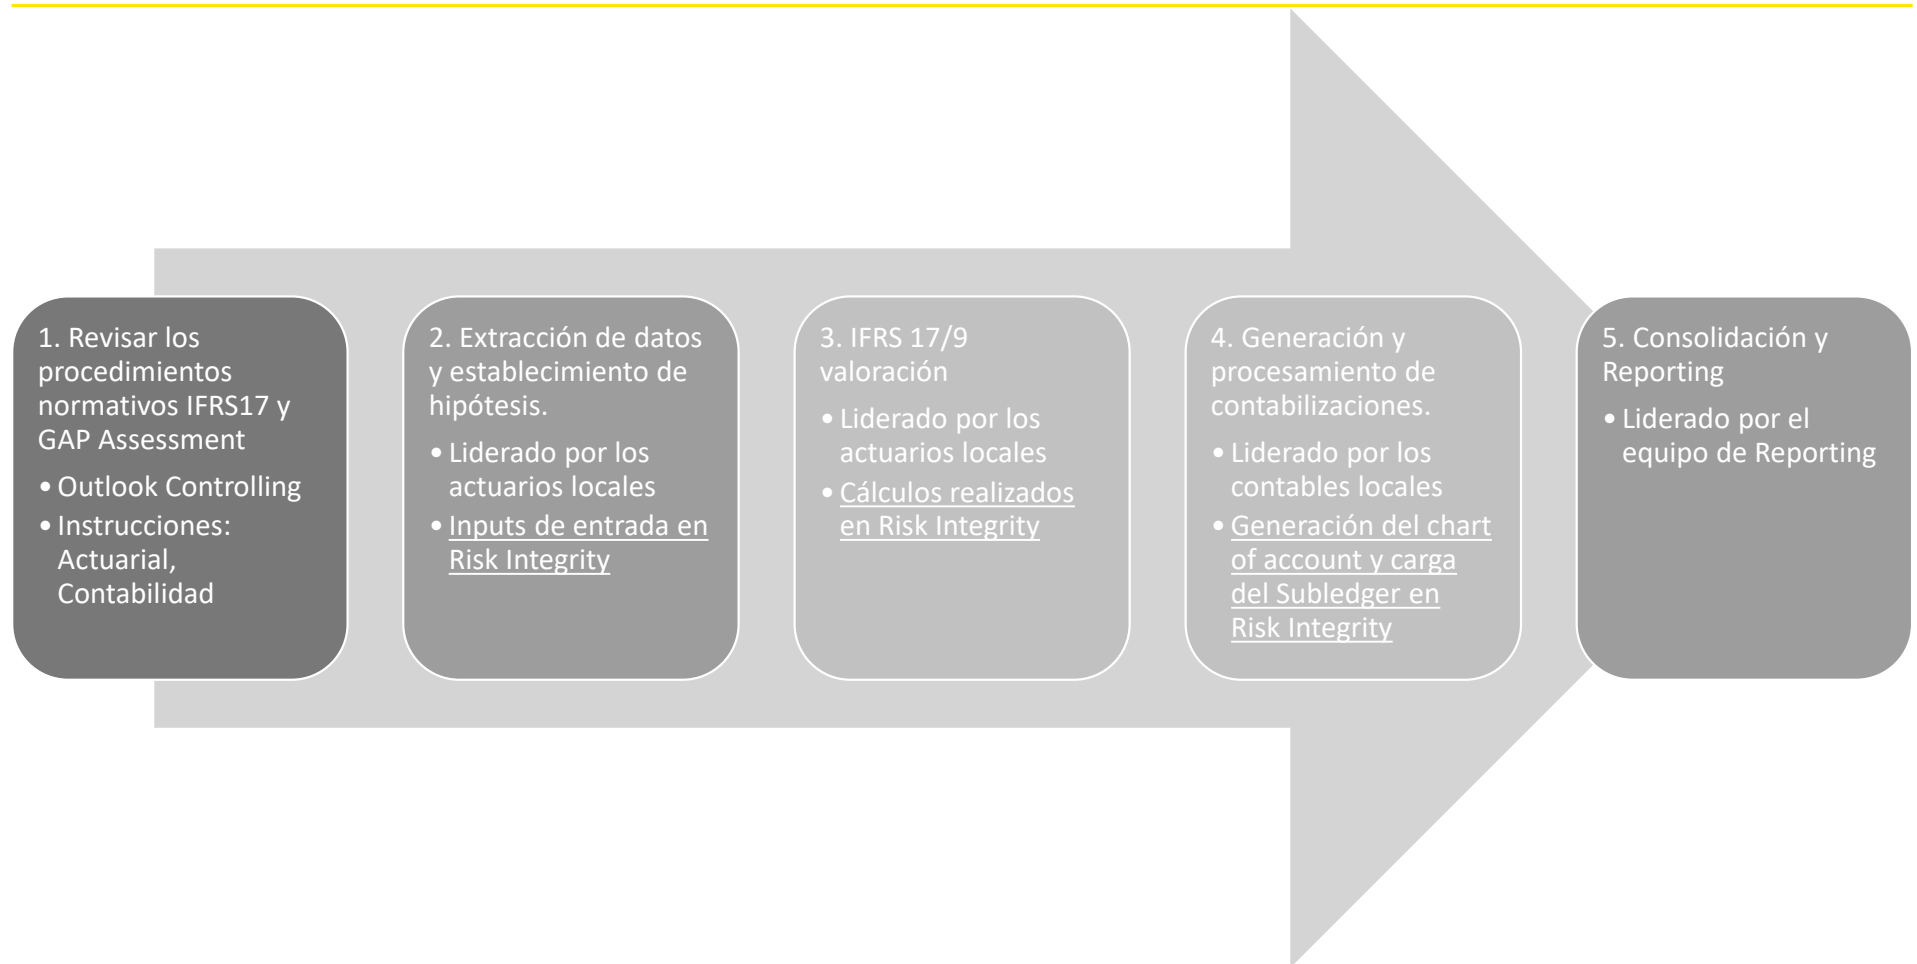 1. Revisar los
procedimientos
normativos IFRS17 y
GAP Assessment
• Outlook Controlling
• Instrucciones:
Actuarial,
Contabilidad
2. Extracción de datos
y establecimiento de
hipótesis.
• Liderado por los
actuarios locales
• Inputs de entrada en
Risk Integrity
3. IFRS 17/9
valoración
• Liderado por los
actuarios locales
• Cálculos realizados
en Risk Integrity
4. Generación y
procesamiento de
contabilizaciones.
• Liderado por los
contables locales
• Generación del chart
of account y carga
del Subledger en
Risk Integrity
5. Consolidación y
Reporting
• Liderado por el
equipo de Reporting